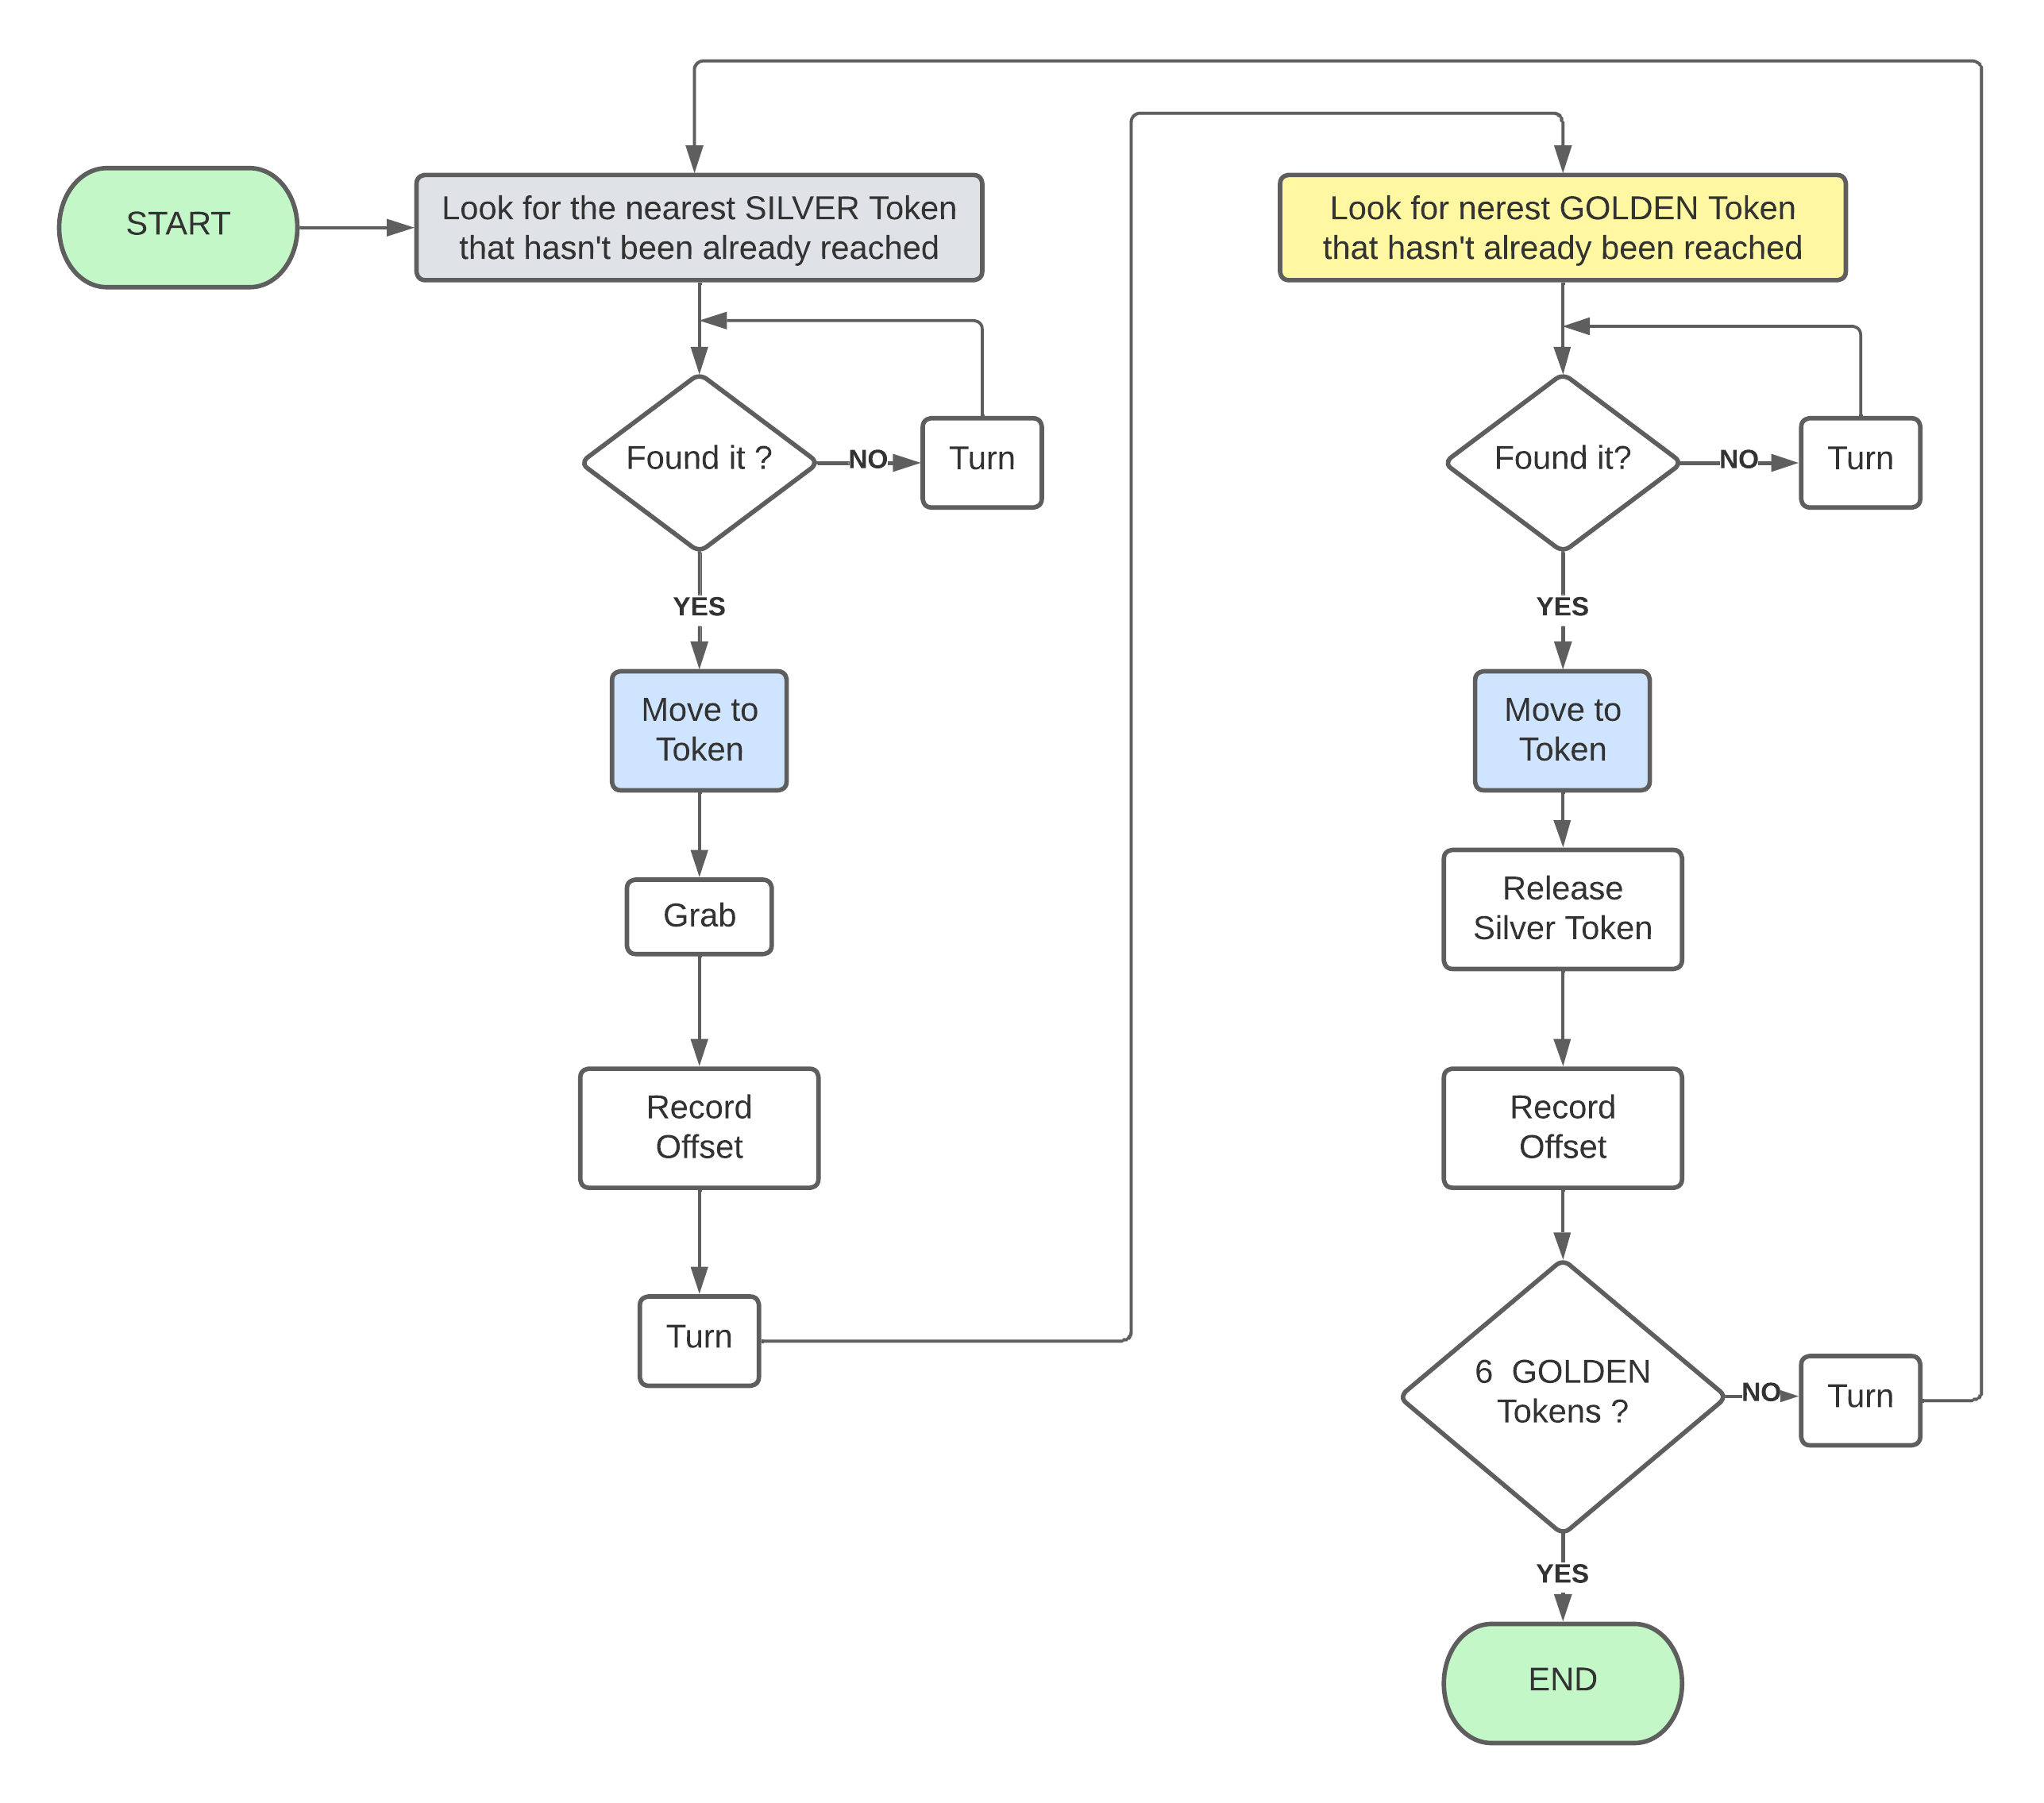 START
Look for the nearest SILVER Token
that hasn't been already reached
Found it ?
NO
Turn
YES
Move to
Token
Grab
Record
Offset
Turn
Look for nerest GOLDEN Token
that hasn't already been reached
Found it?
NO
Turn
YES
Move to
Token
Release
Silver Token
Record
Offset
6  GOLDEN
Tokens ?
NO
Turn
YES
END